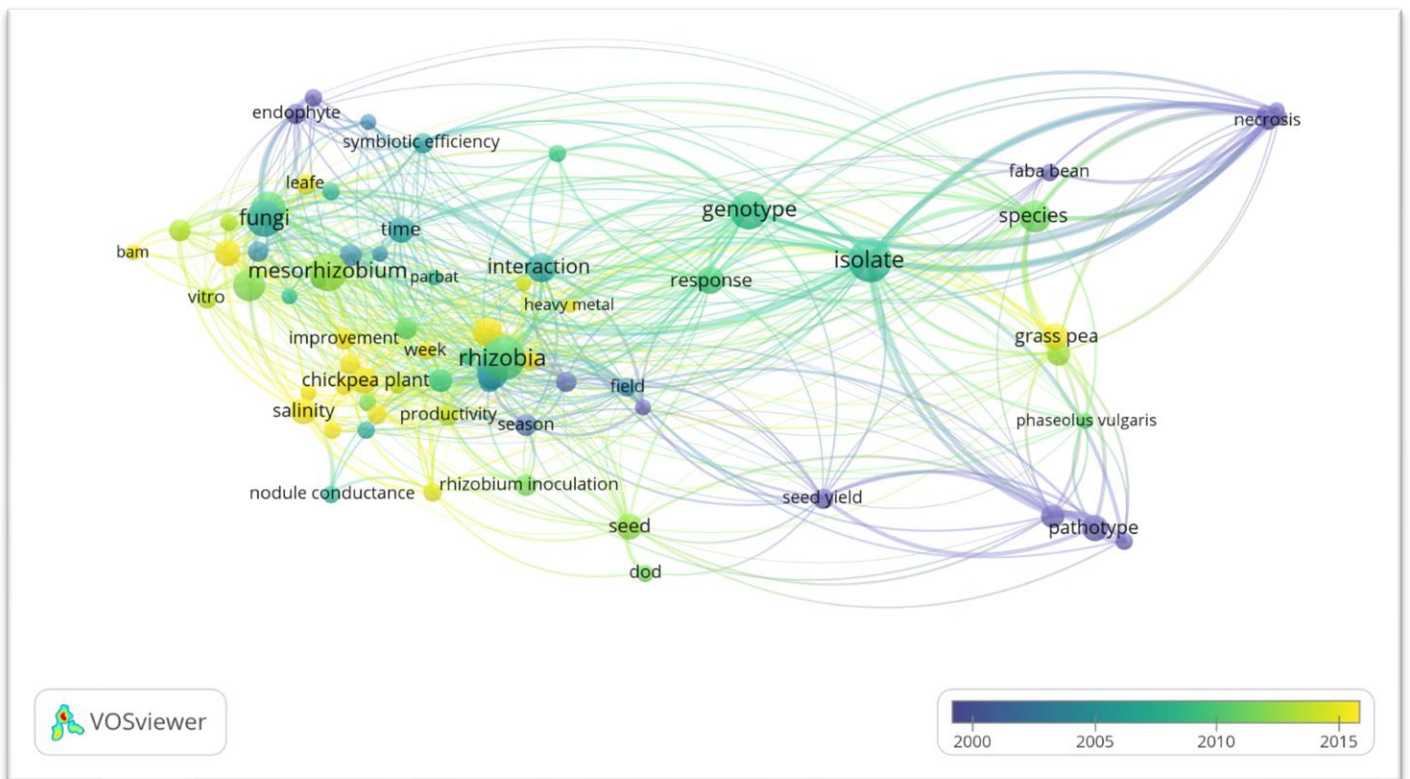 endophyte
necrosis
symbiotic efficiency
faba bean
leafe
genotype
species
fungi
time
bam
isolate
mesorhizobium
parbat
interaction
response
vitro
heavy metal
improvement
grass pea
week
rhizobia
chickpea plant
field
salinity
productivity
season
phaseolus vulgaris
nodule conductance
rhizobium inoculation
seed yield
seed
pathotype
dod
VOSviewer
2000 2005 2010 2015